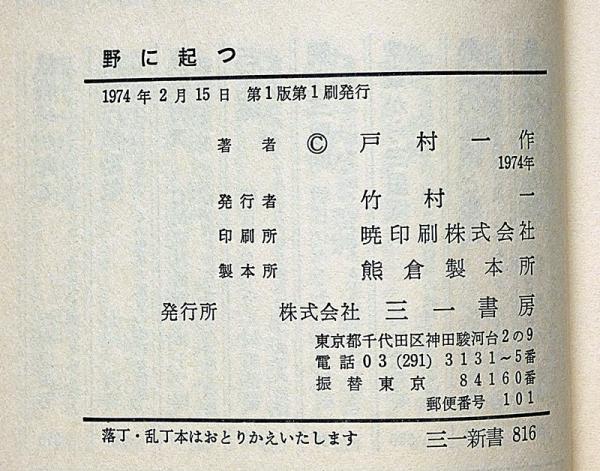 野に起つ
1974年2月15日 第1版第1刷発行
著者 © 戸村一作
1974年
発行者 竹村一
印刷所 暁印刷株式会社
製本所 熊倉製本所
発行所 株式会社 三一書房
東京都千代田区神田駿河台2の9
電話03(291)3131~5番
振替東京 84160番
郵便番号 101
落丁・乱丁本はおとりかえいたします 三一新書 816